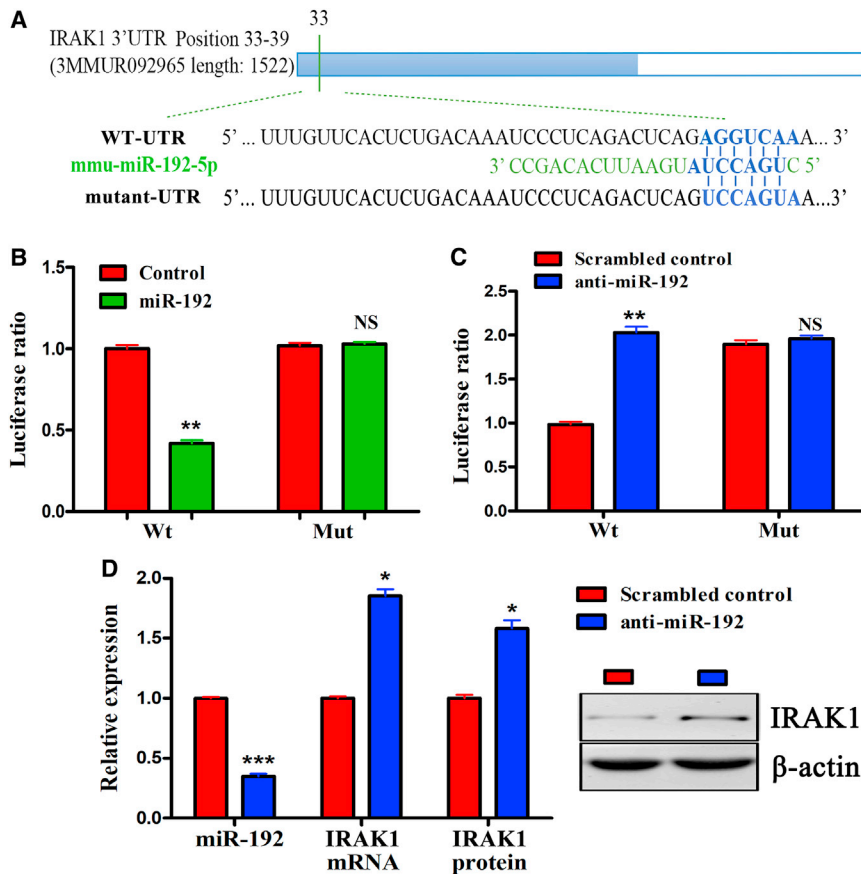 A
33
IRAK1 3'UTR Position 33-39
(3MMUR092965 length: 1522)
WT-UTR 5' ... UUUGUUCACUCUGACAAAUCCCUCAGACUCAGAGGUCAAA... 3'
mmu-miR-192-5p 3' CCGACACUUAAGUAUCCAGUC 5'
mutant-UTR 5'... UUUGUUCACUCUGACAAAUCCCUCAGACUCAGUCCAGUAA...3'
B
Control
miR-192
Luciferase ratio
1.5
1.0
0.5
0.0
**
NS
Wt
Mut
C
Scrambled control
anti-miR-192
Luciferase ratio
2.5
2.0
1.5
1.0
0.5
0.0
**
NS
Wt
Mut
D
Relative expression
2.0
1.5
1.0
0.5
0.0
***
*
*
miR-192
IRAK1
mRNA
IRAK1
protein
Scrambled control
anti-miR-192
IRAK1
β-actin